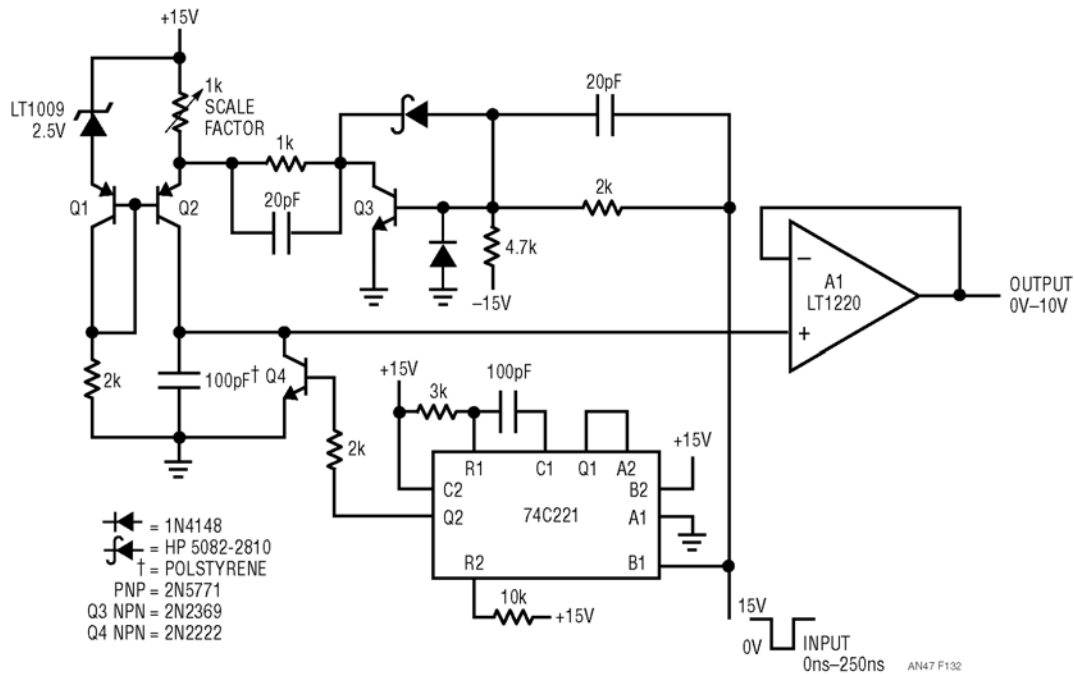 +15V
LT1009
2.5V
1k
SCALE
FACTOR
1k
20pF
20pF
Q1
Q2
Q3
2k
4.7k
–15V
A1
LT1220
–
+
OUTPUT
0V–10V
2k
100pF†
Q4
2k
+15V
3k
100pF
+15V
R1
C1
Q1
A2
B2
C2
Q2
74C221
A1
R2
B1
10k
+15V
15V
0V
INPUT
0ns–250ns
= 1N4148
= HP 5082-2810
† = POLSTYRENE
PNP = 2N5771
Q3 NPN = 2N2369
Q4 NPN = 2N2222
AN47 F132